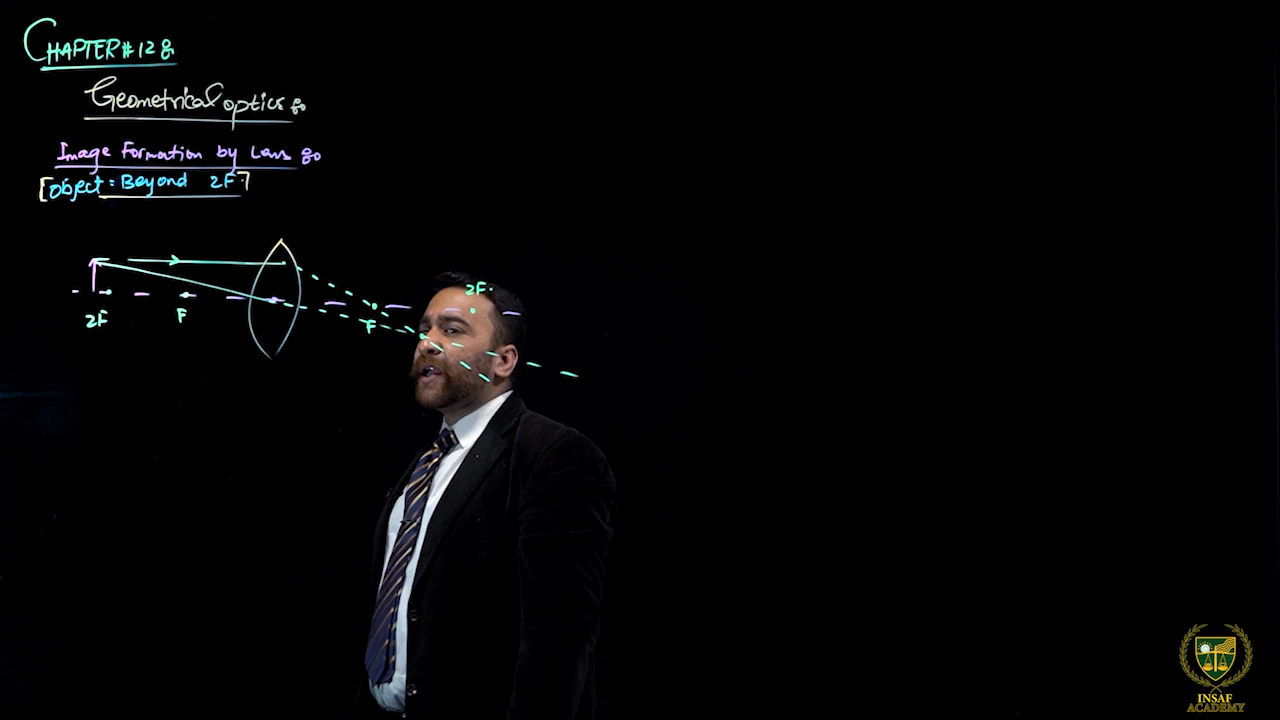 CHAPTER # 12 :
Geometrical optics :
Image Formation by Lens :
[Object : Beyond 2F.]
2F.
2F
F
F
INSAF
ACADEMY